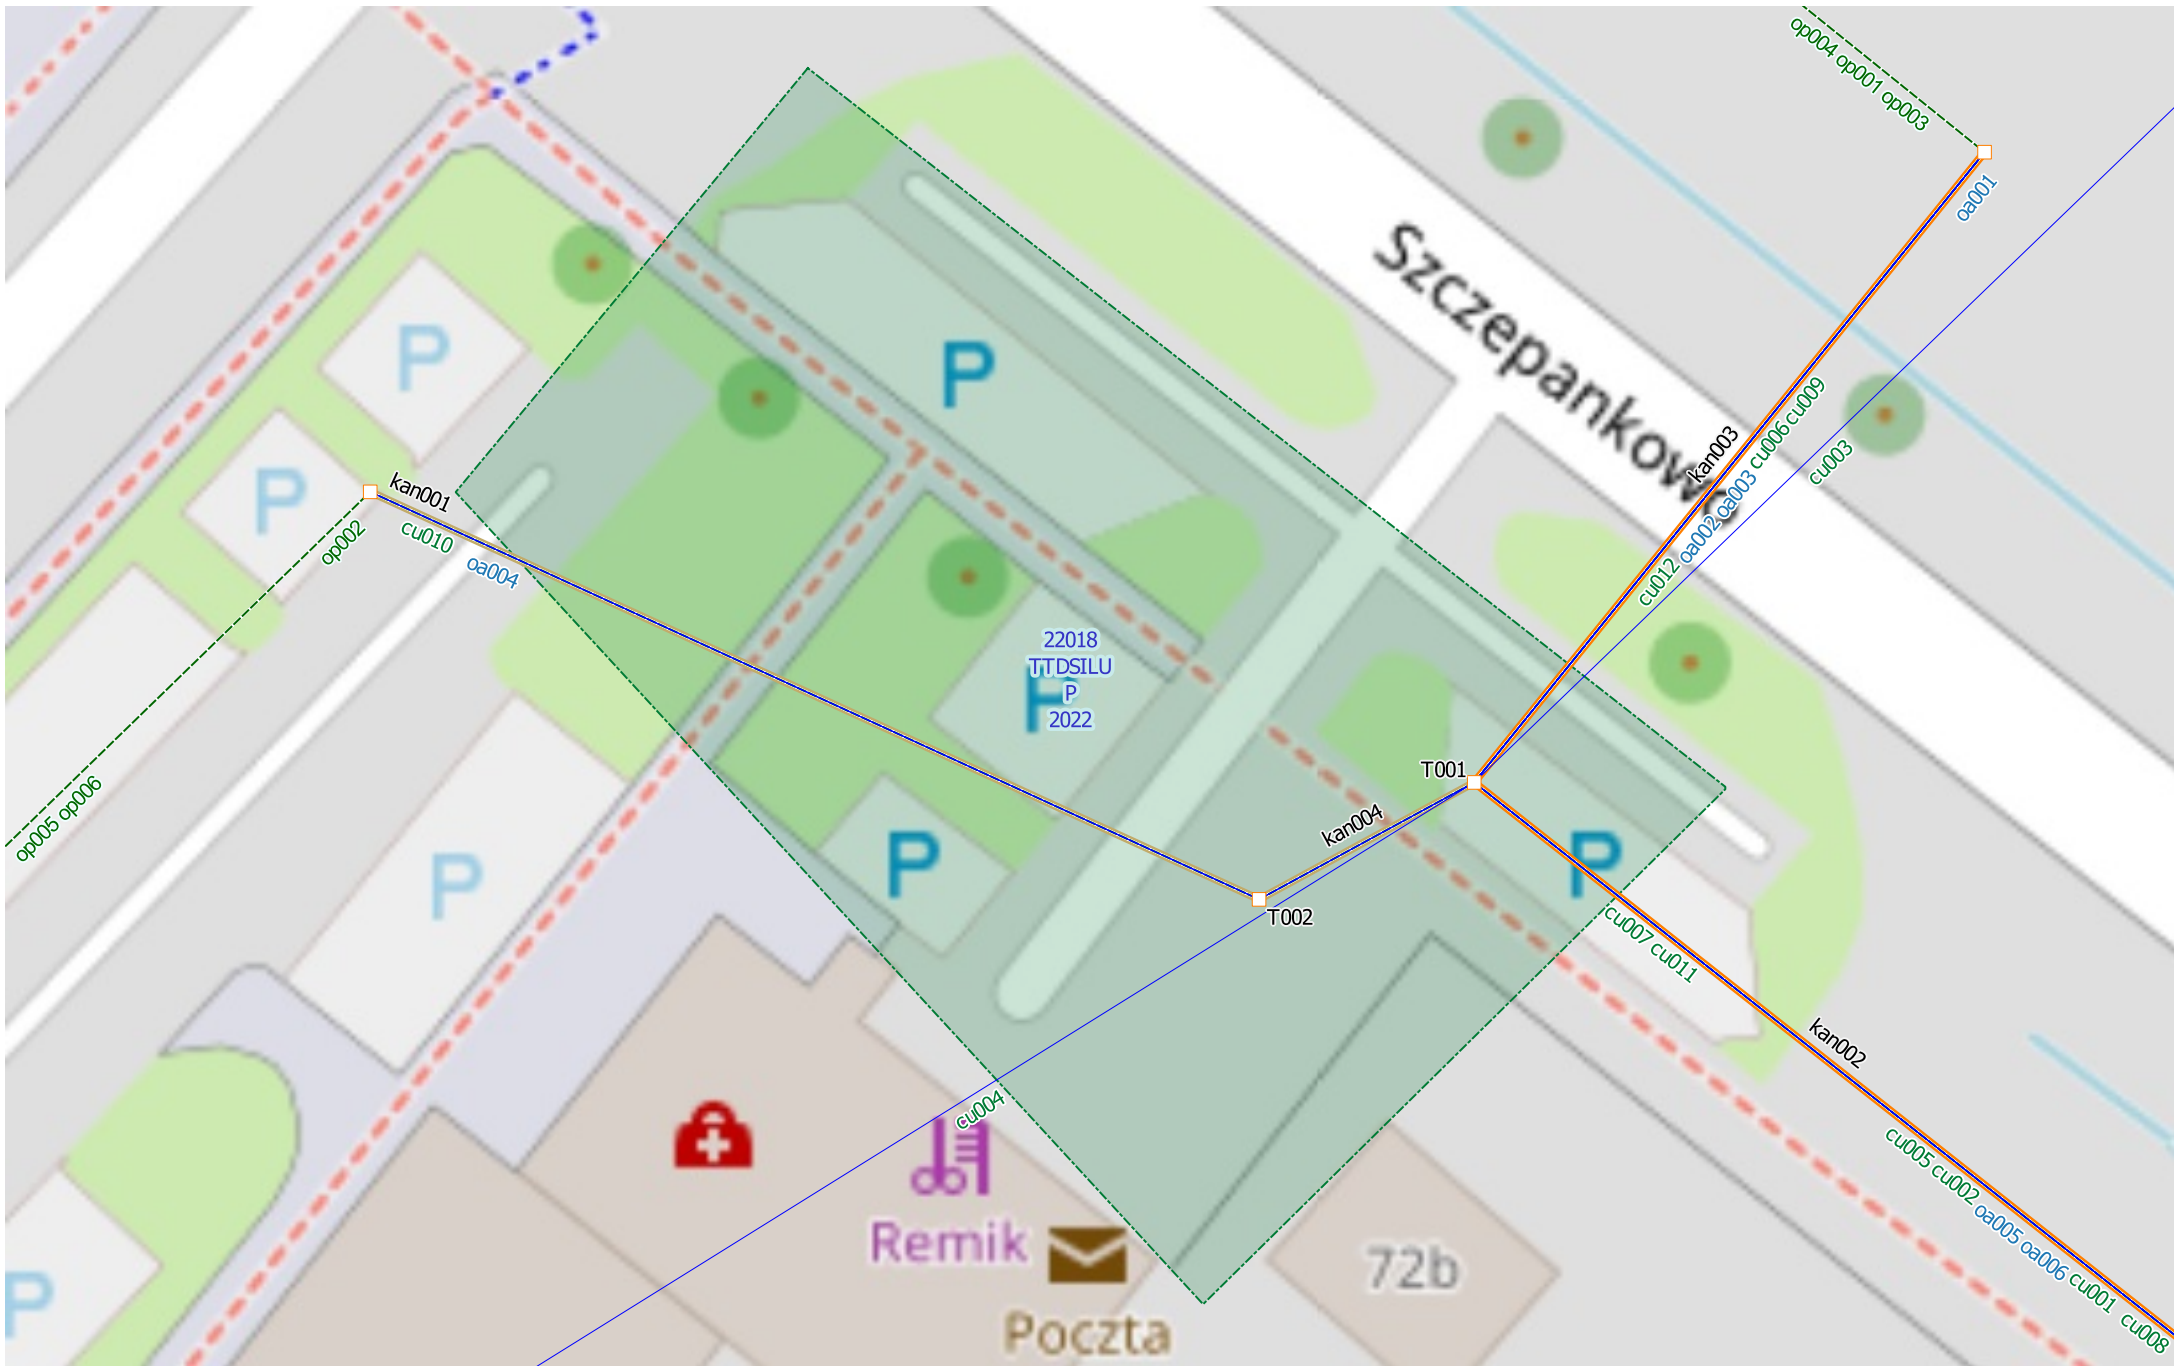 op004 op001 op003
oa001
Szczepankowo
kan003
cu012 oa002 oa003 cu006 cu009
cu003
P
P
P
kan001
cu010
oa004
op002
22018
TTDSILU
P
2022
P
T001
kan004
T002
P
P
P
op005 op006
cu007 cu011
kan002
cu004
cu005 cu002 oa005 oa006 cu001 cu008
Remik
72b
P
Poczta